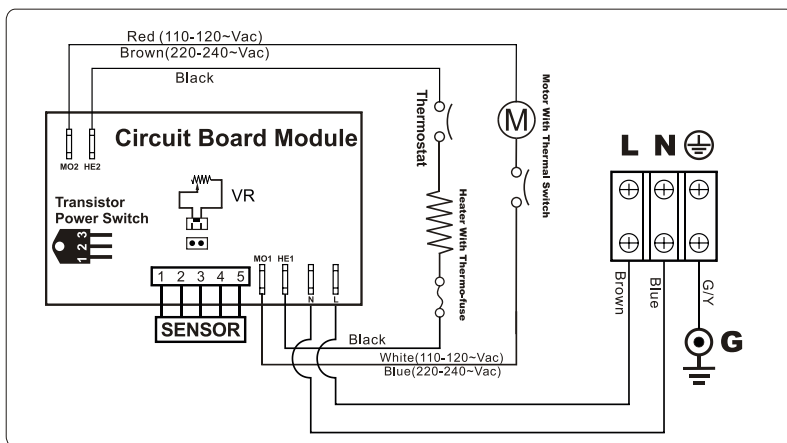 Red (110-120~Vac)
Brown(220-240~Vac)
Black
Circuit Board Module
MO2
HE2
Transistor
Power Switch
1 2 3
VR
Thermostat
Heater With Thermo-fuse
M
Motor With Thermal Switch
MO1
HE1
N
L
1 2 3 4 5
SENSOR
Black
White(110-120~Vac)
Blue(220-240~Vac)
L N
Brown
Blue
G/Y
G